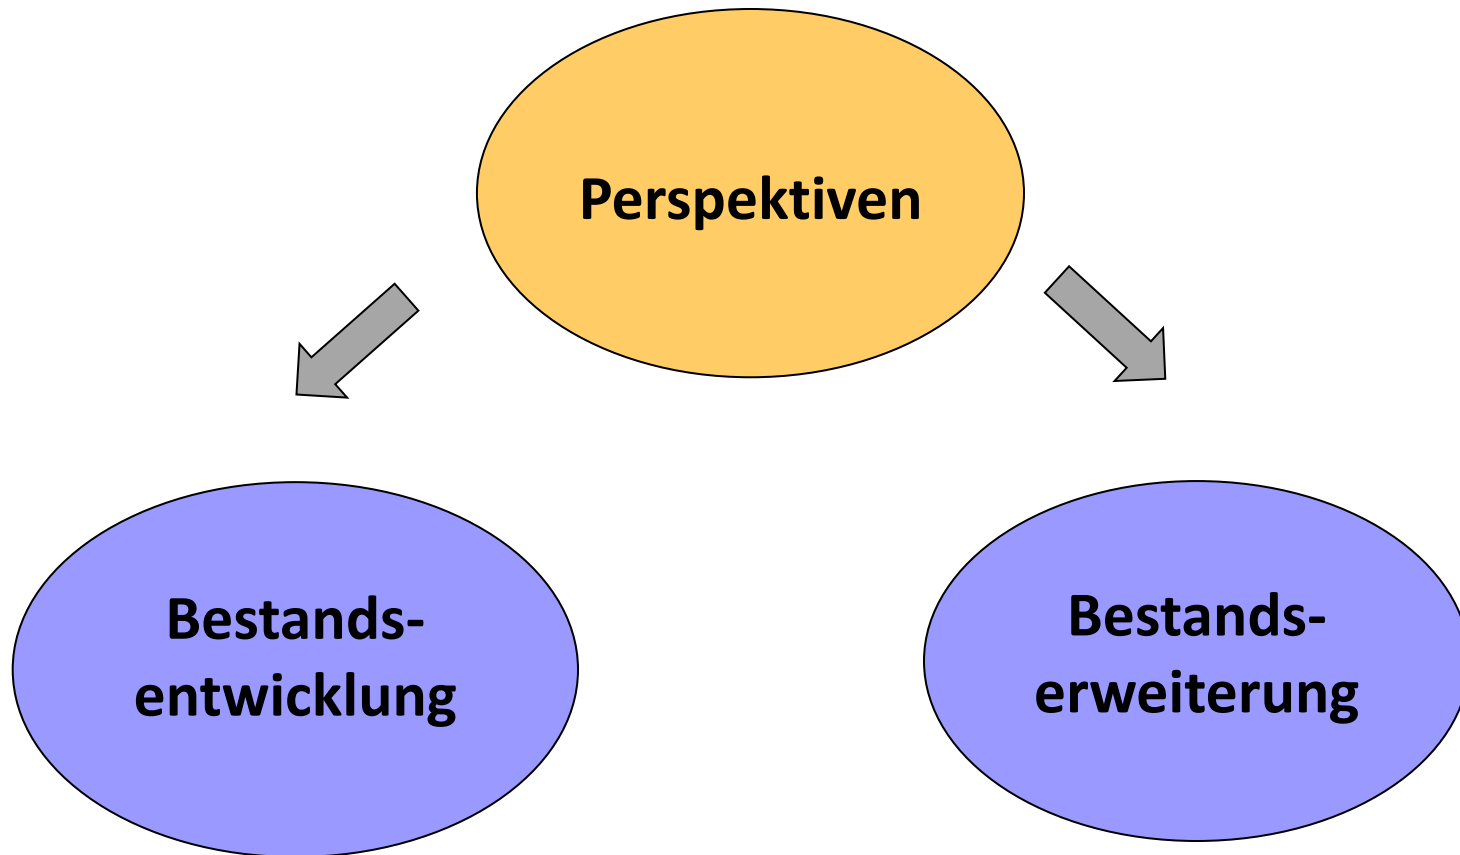 Perspektiven
Bestands-
entwicklung
Bestands-
erweiterung